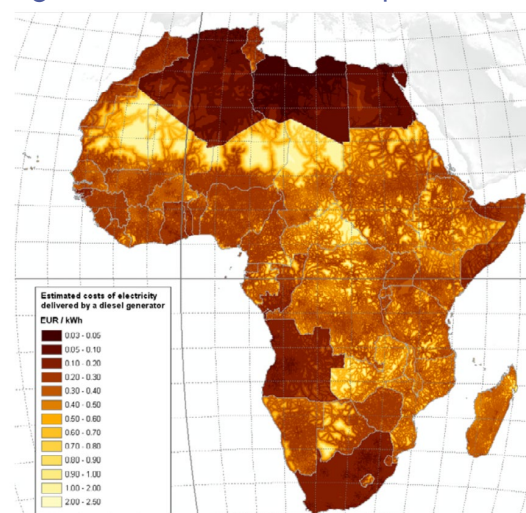 Estimated costs of electricity
delivered by a diesel generator
EUR / kWh
0.03 - 0.05
0.05 - 0.10
0.10 - 0.20
0.20 - 0.30
0.30 - 0.40
0.40 - 0.50
0.50 - 0.60
0.60 - 0.70
0.70 - 0.80
0.80 - 0.90
0.90 - 1.00
1.00 - 2.00
2.00 - 2.50